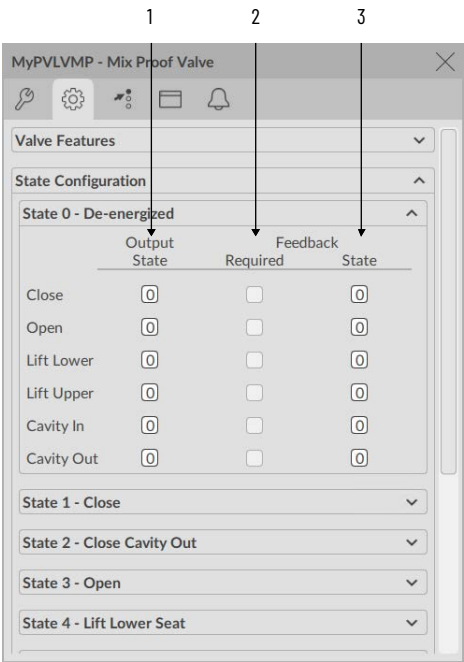 1 2 3
MyPVLVMP - Mix Proof Valve
Valve Features
State Configuration
State 0 - De-energized
Output Feedback
State Required State
Close 0 0
Open 0 0
Lift Lower 0 0
Lift Upper 0 0
Cavity In 0 0
Cavity Out 0 0
State 1 - Close
State 2 - Close Cavity Out
State 3 - Open
State 4 - Lift Lower Seat